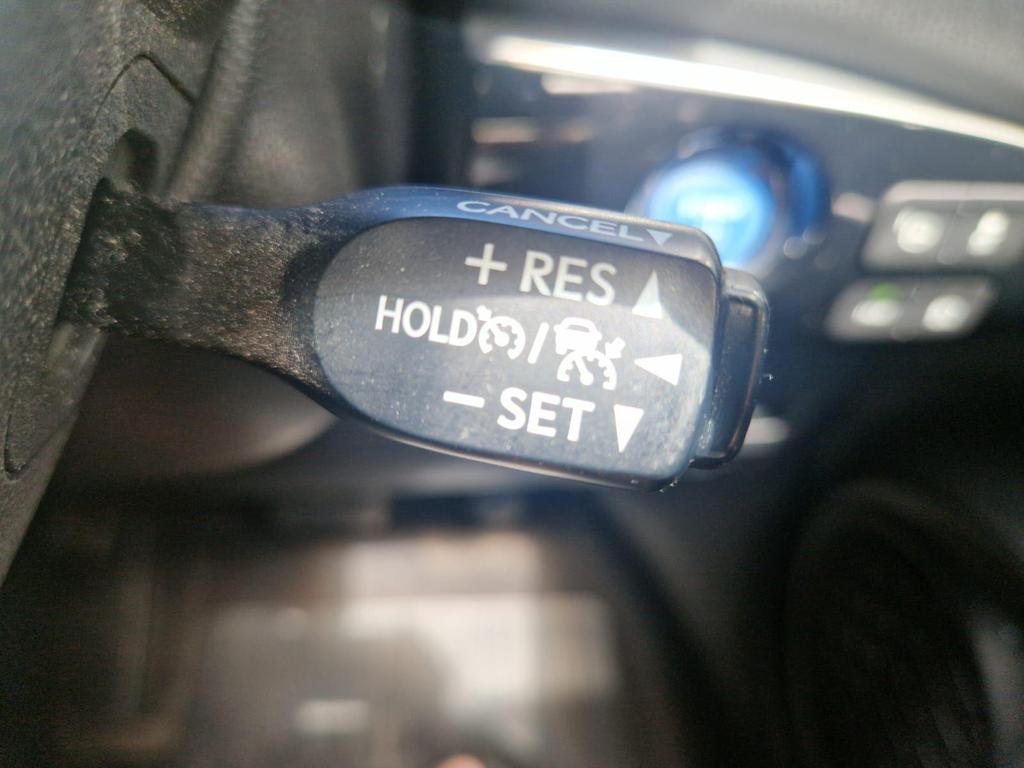 CANCEL
+ RES
HOLD /
- SET